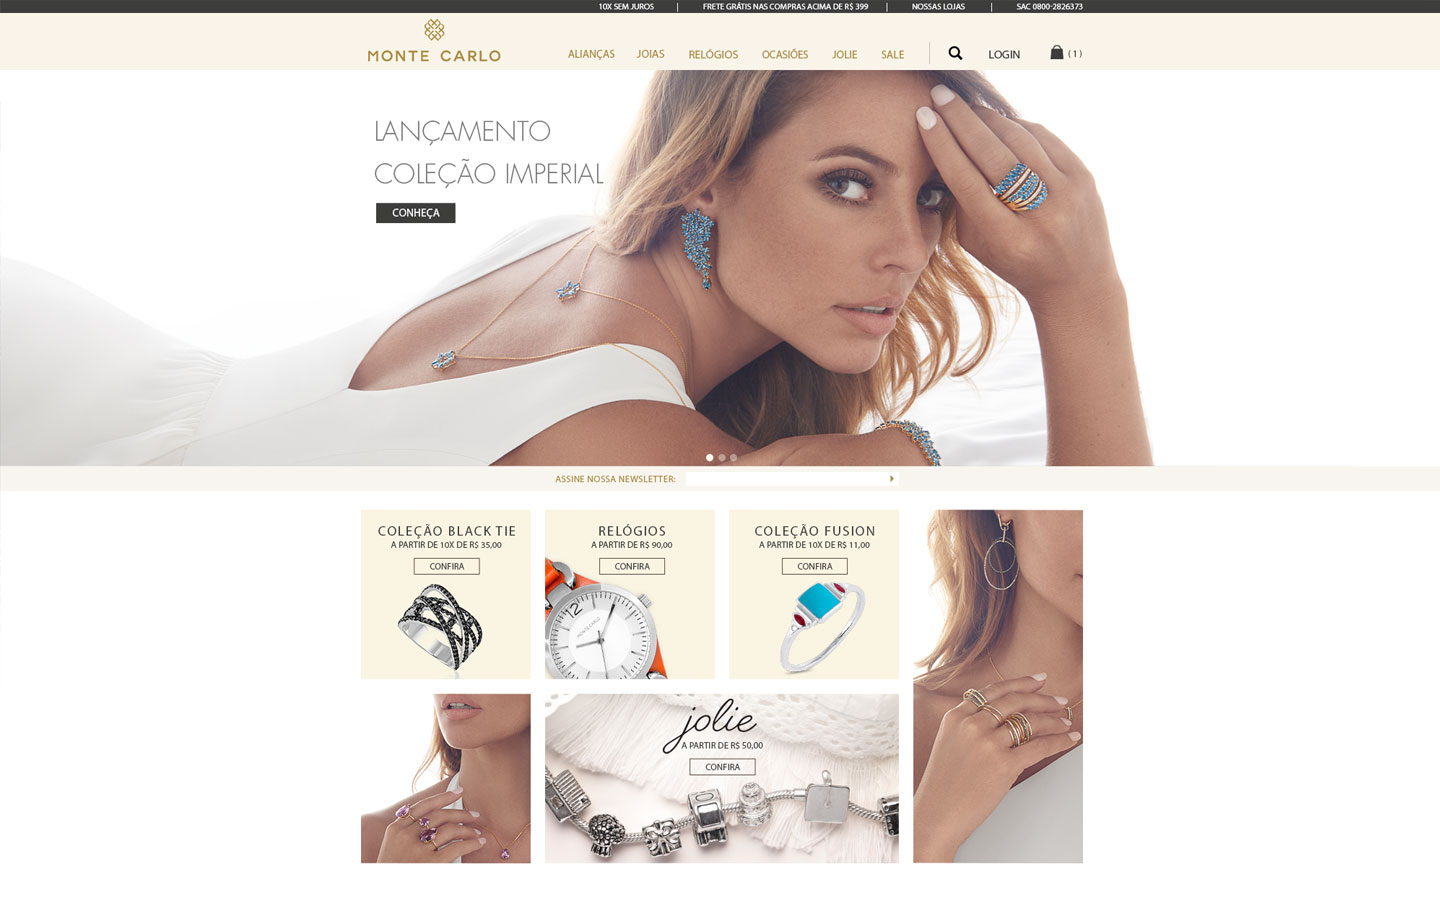 10X SEM JUROS
FRETE GRÁTIS NAS COMPRAS ACIMA DE R$ 399
NOSSAS LOJAS
SAC 0800-2826373
MONTE CARLO
ALIANÇAS
JOIAS
RELÓGIOS
OCASIÕES
JOLIE
SALE
LOGIN
( 1 )
LANÇAMENTO
COLEÇÃO IMPERIAL
CONHEÇA
ASSINE NOSSA NEWSLETTER:
COLEÇÃO BLACK TIE
A PARTIR DE 10X DE R$ 35,00
CONFIRA
RELÓGIOS
A PARTIR DE R$ 90,00
CONFIRA
12
MONTE CARLO
COLEÇÃO FUSION
A PARTIR DE 10X DE R$ 11,00
CONFIRA
jolie
A PARTIR DE R$ 50,00
CONFIRA